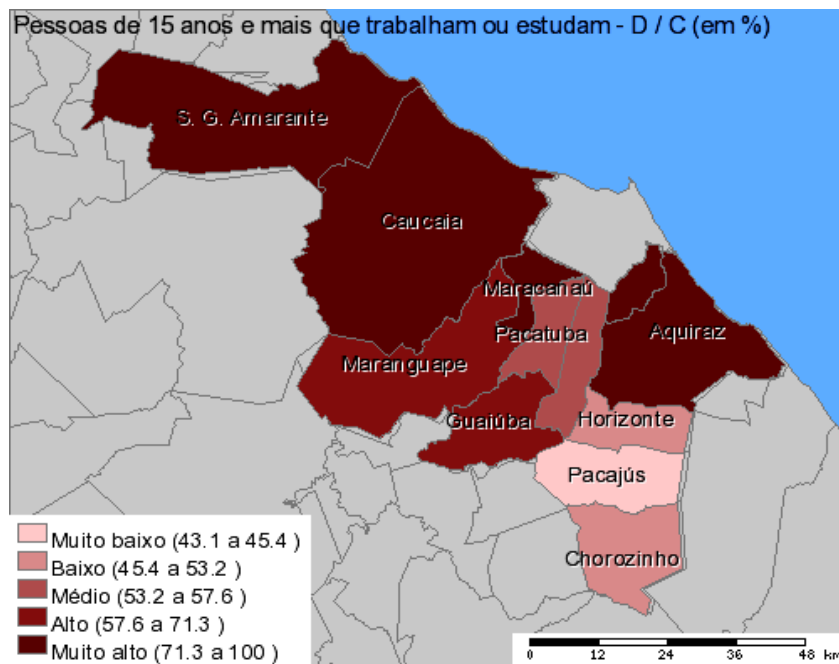 Pessoas de 15 anos e mais que trabalham ou estudam - D / C (em %)
S. G. Amarante
Caucaia
Maracanaú
Pacatuba
Aquiraz
Maranguape
Guaiúba
Horizonte
Pacajús
Chorozinho
Muito baixo (43.1 a 45.4 )
Baixo (45.4 a 53.2 )
Médio (53.2 a 57.6 )
Alto (57.6 a 71.3 )
Muito alto (71.3 a 100 )
0 12 24 36 48 km